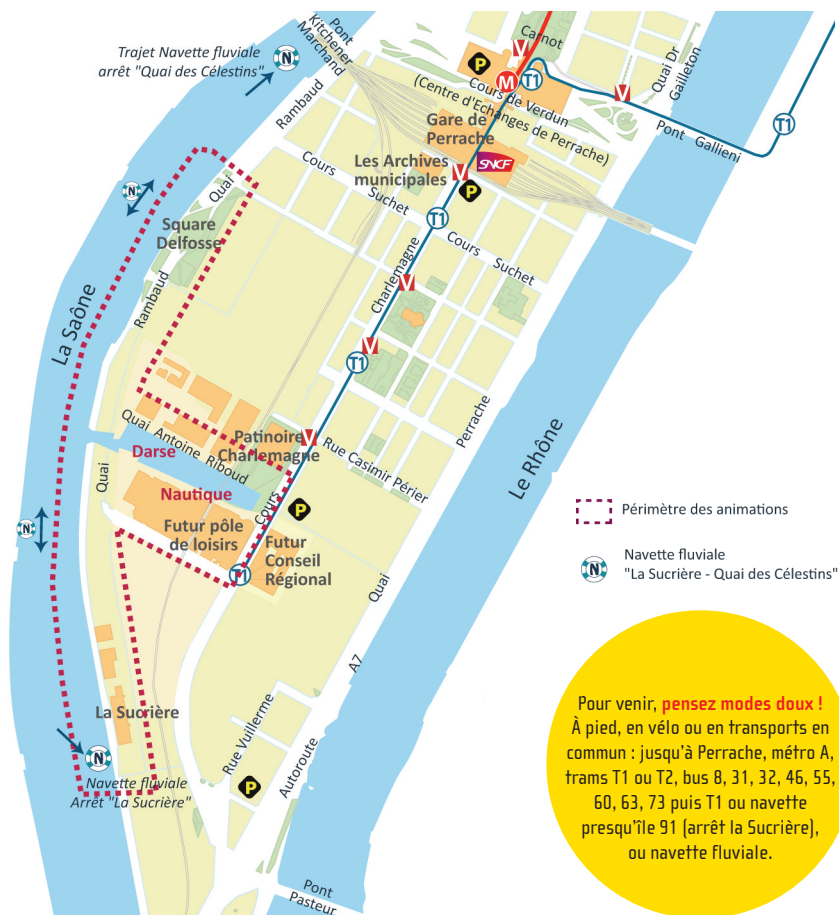 Trajet Navette fluviale
arrêt "Quai des Célestins"
N
Pont
Kitchener
Marchand
P
V
Carnot
M
T1
Cours de Verdun
(Centre d'Echanges de Perrache)
Quai Dr
Gailleton
V
T1
Pont Gallieni
Rambaud
Gare de
Perrache
SNCF
Les Archives
municipales
V
P
Cours
Suchet
T1
Cours
Suchet
N
Quai
Square
Delfosse
Charlemagne
V
Rambaud
La Saône
V
T1
Perrache
Le Rhône
Quai Antoine Riboud
Patinoire
Charlemagne
V
Rue Casimir Périer
Darse
Nautique
Quai
Cours
P
N
Futur pôle
de loisirs
Futur
Conseil
Régional
T1
Quai
Périmètre des animations
N
Navette fluviale
"La Sucrière - Quai des Célestins"
A7
Autoroute
La Sucrière
Rue Vuillerme
N
Navette fluviale
Arrêt "La Sucrière"
P
Pont
Pasteur
Pour venir, pensez modes doux !
À pied, en vélo ou en transports en
commun : jusqu'à Perrache, métro A,
trams T1 ou T2, bus 8, 31, 32, 46, 55,
60, 63, 73 puis T1 ou navette
presqu'île 91 (arrêt la Sucrière),
ou navette fluviale.